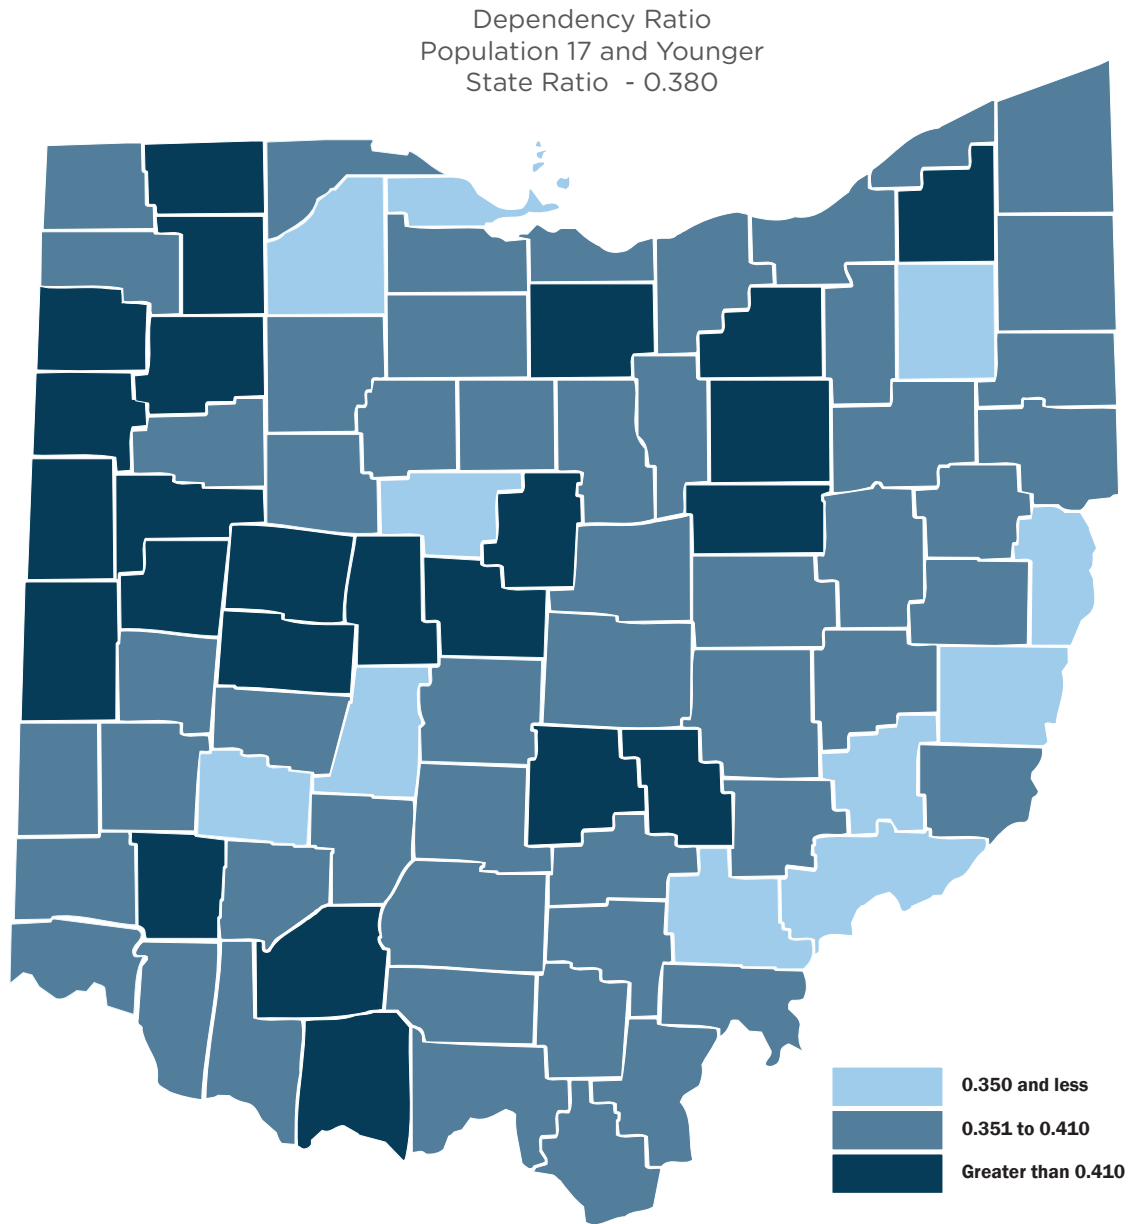 Dependency Ratio
Population 17 and Younger
State Ratio - 0.380
0.350 and less
0.351 to 0.410
Greater than 0.410